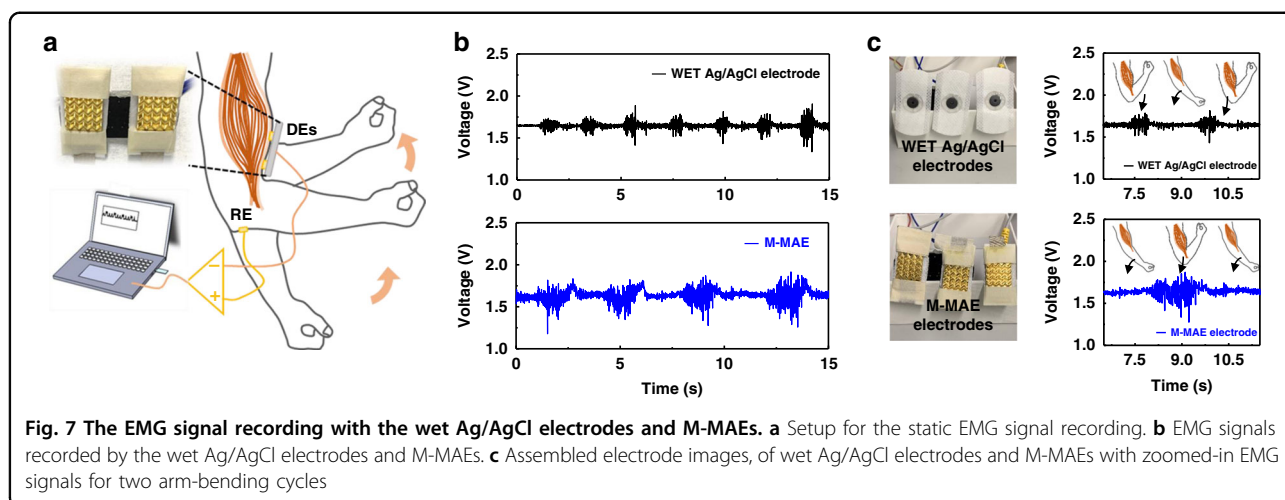 a
DEs
RE
b
WET Ag/AgCl electrode
Voltage (V)
2.5
2.0
1.5
1.0
0
5
10
15
M-MAE
Voltage (V)
2.5
2.0
1.5
1.0
0
5
10
15
Time (s)
c
WET Ag/AgCl
electrodes
M-MAE
electrodes
Voltage (V)
2.5
2.0
1.5
1.0
WET Ag/AgCl electrode
7.5 9.0 10.5
Voltage (V)
2.5
2.0
1.5
1.0
M-MAE electrode
7.5 9.0 10.5
Time (s)
Fig. 7 The EMG signal recording with the wet Ag/AgCl electrodes and M-MAEs. a Setup for the static EMG signal recording. b EMG signals
recorded by the wet Ag/AgCl electrodes and M-MAEs. c Assembled electrode images, of wet Ag/AgCl electrodes and M-MAEs with zoomed-in EMG
signals for two arm-bending cycles